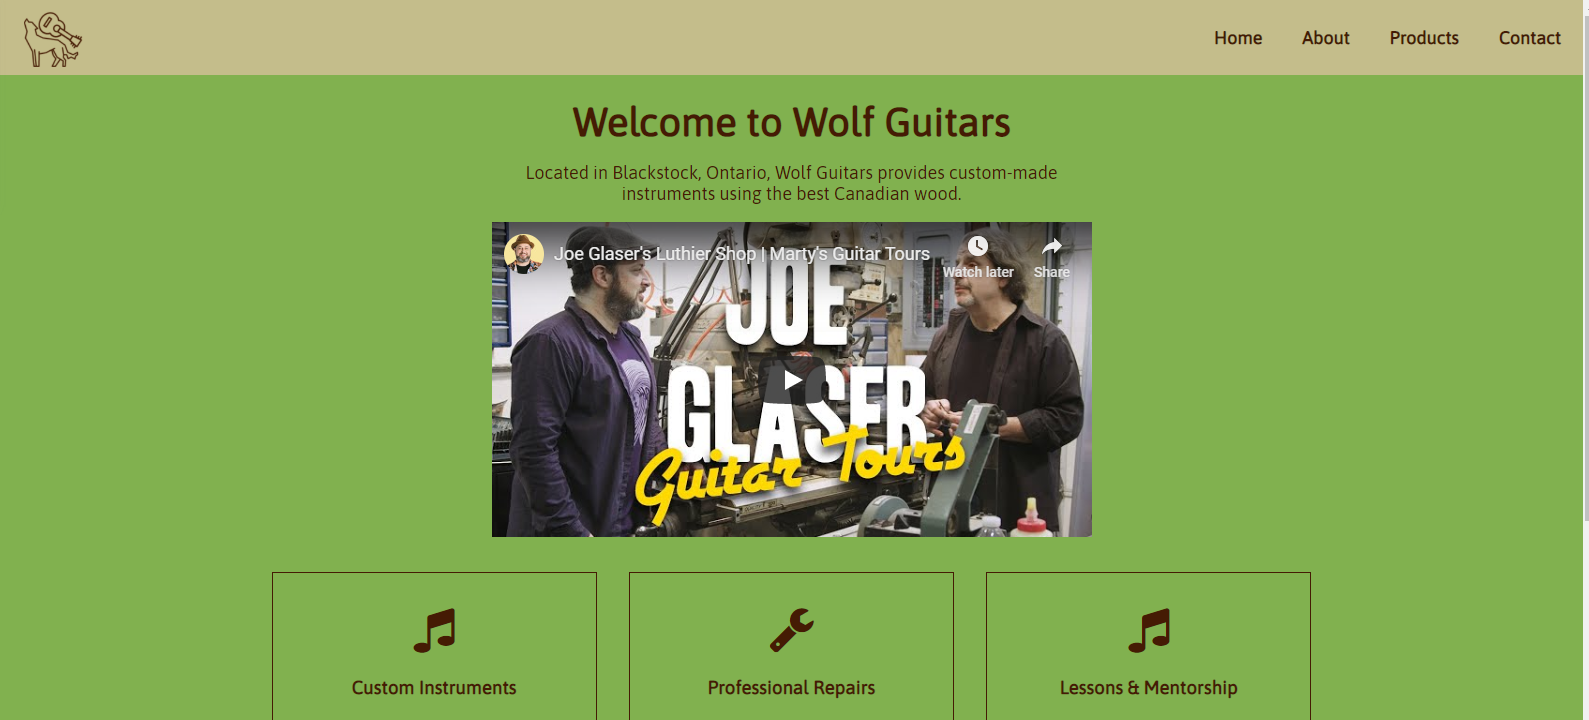 Home About Products Contact
Welcome to Wolf Guitars
Located in Blackstock, Ontario, Wolf Guitars provides custom-made
instruments using the best Canadian wood.
Joe Glaser's Luthier Shop | Marty's Guitar Tours
Watch later Share
JOE
GLASER
Guitar Tours
Custom Instruments Professional Repairs Lessons & Mentorship